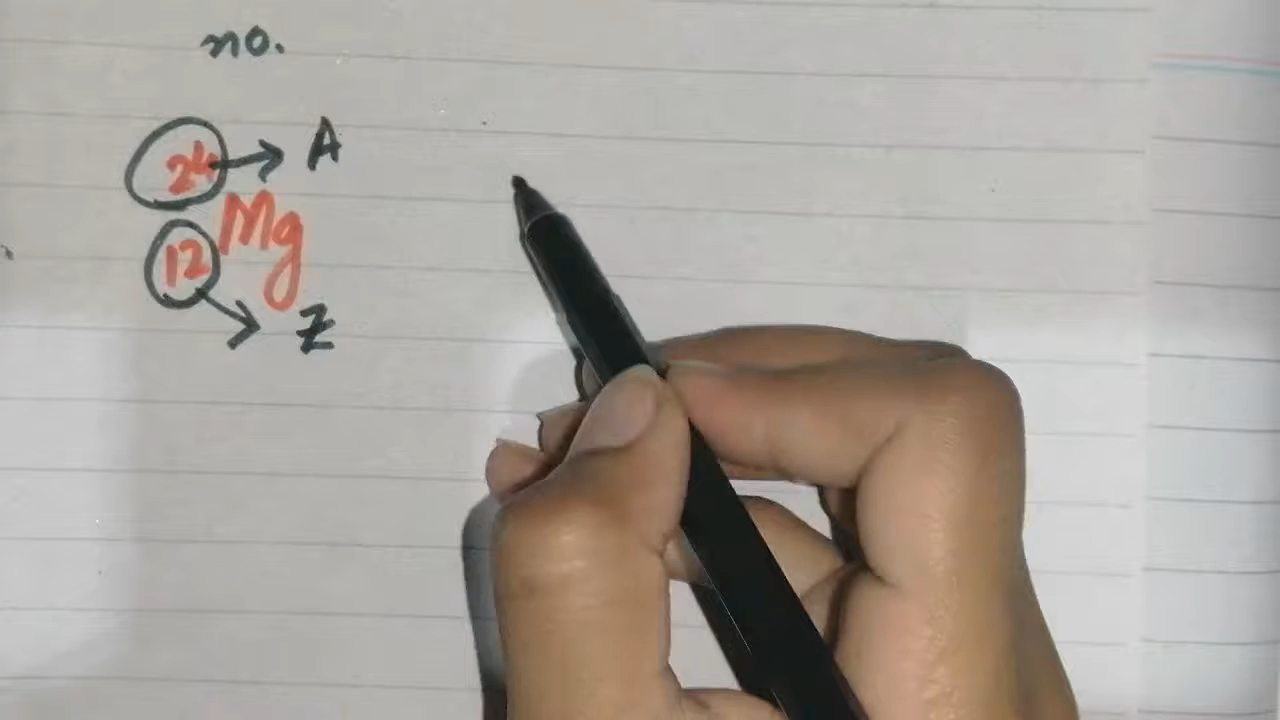 no.
24 → A
Mg
12 → Z